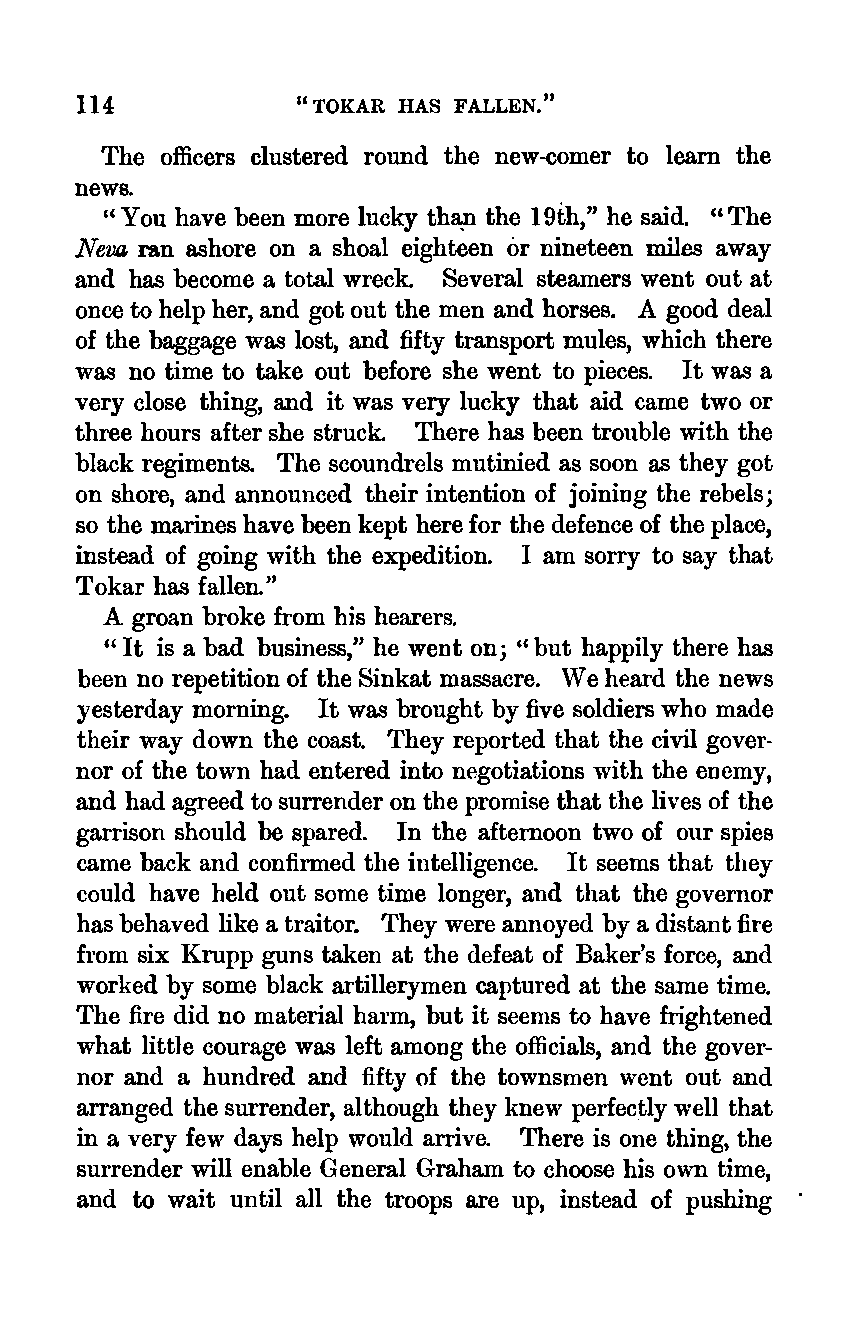 114 "TOKAR HAS FALLEN."
The officers clustered round the new-comer to learn the
news.
"You have been more lucky than the 19th," he said. "The
Neva ran ashore on a shoal eighteen or nineteen miles away
and has become a total wreck. Several steamers went out at
once to help her, and got out the men and horses. A good deal
of the baggage was lost, and fifty transport mules, which there
was no time to take out before she went to pieces. It was a
very close thing, and it was very lucky that aid came two or
three hours after she struck. There has been trouble with the
black regiments. The scoundrels mutinied as soon as they got
on shore, and announced their intention of joining the rebels;
so the marines have been kept here for the defence of the place,
instead of going with the expedition. I am sorry to say that
Tokar has fallen."
A groan broke from his hearers.
"It is a bad business," he went on; "but happily there has
been no repetition of the Sinkat massacre. We heard the news
yesterday morning. It was brought by five soldiers who made
their way down the coast. They reported that the civil gover-
nor of the town had entered into negotiations with the enemy,
and had agreed to surrender on the promise that the lives of the
garrison should be spared. In the afternoon two of our spies
came back and confirmed the intelligence. It seems that they
could have held out some time longer, and that the governor
has behaved like a traitor. They were annoyed by a distant fire
from six Krupp guns taken at the defeat of Baker's force, and
worked by some black artillerymen captured at the same time.
The fire did no material harm, but it seems to have frightened
what little courage was left among the officials, and the gover-
nor and a hundred and fifty of the townsmen went out and
arranged the surrender, although they knew perfectly well that
in a very few days help would arrive. There is one thing, the
surrender will enable General Graham to choose his own time,
and to wait until all the troops are up, instead of pushing